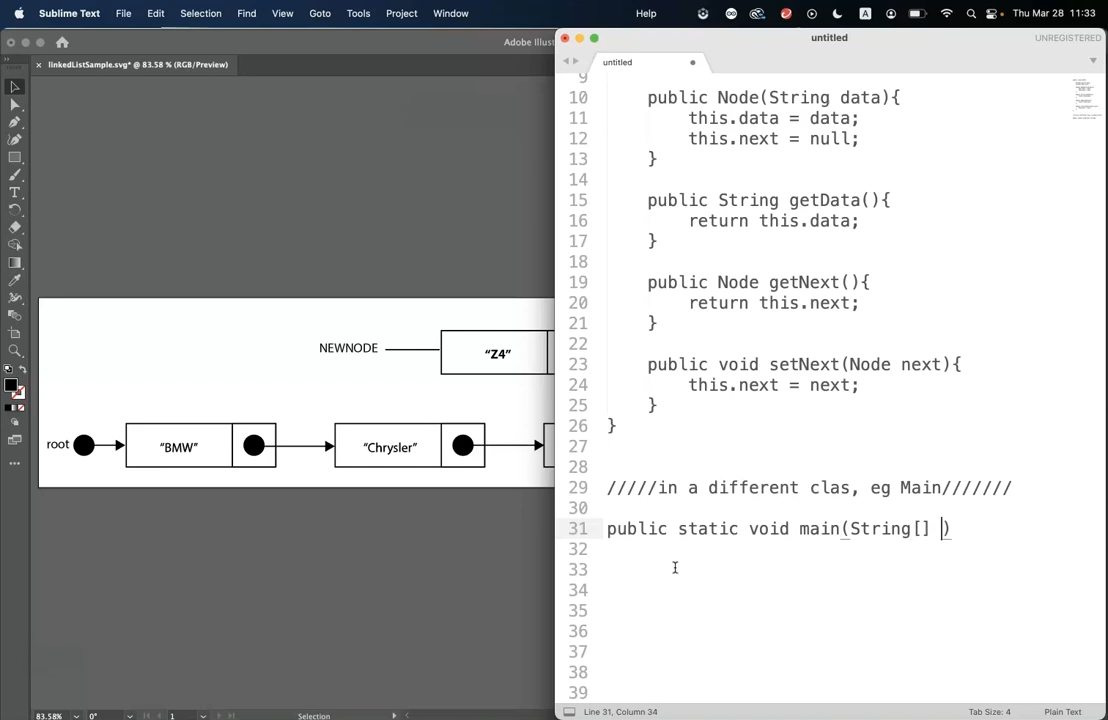 Sublime Text File Edit Selection Find View Goto Tools Project Window Help A Thu Mar 28 11:33
Adobe Illust
untitled
UNREGISTERED
× linkedListSample.svg* @ 83.58 % (RGB/Preview)
untitled
9
10 public Node(String data){
11 this.data = data;
12 this.next = null;
13 }
14
15 public String getData(){
16 return this.data;
17 }
18
19 public Node getNext(){
20 return this.next;
21 }
22
23 public void setNext(Node next){
24 this.next = next;
25 }
26 }
27
28
29 /////in a different clas, eg Main///////
30
31 public static void main(String[] )
32
33
34
35
36
37
38
39
NEWNODE
“Z4”
root
“BMW”
“Chrysler”
83.58% 0° 1 Selection
Line 31, Column 34 Tab Size: 4 Plain Text